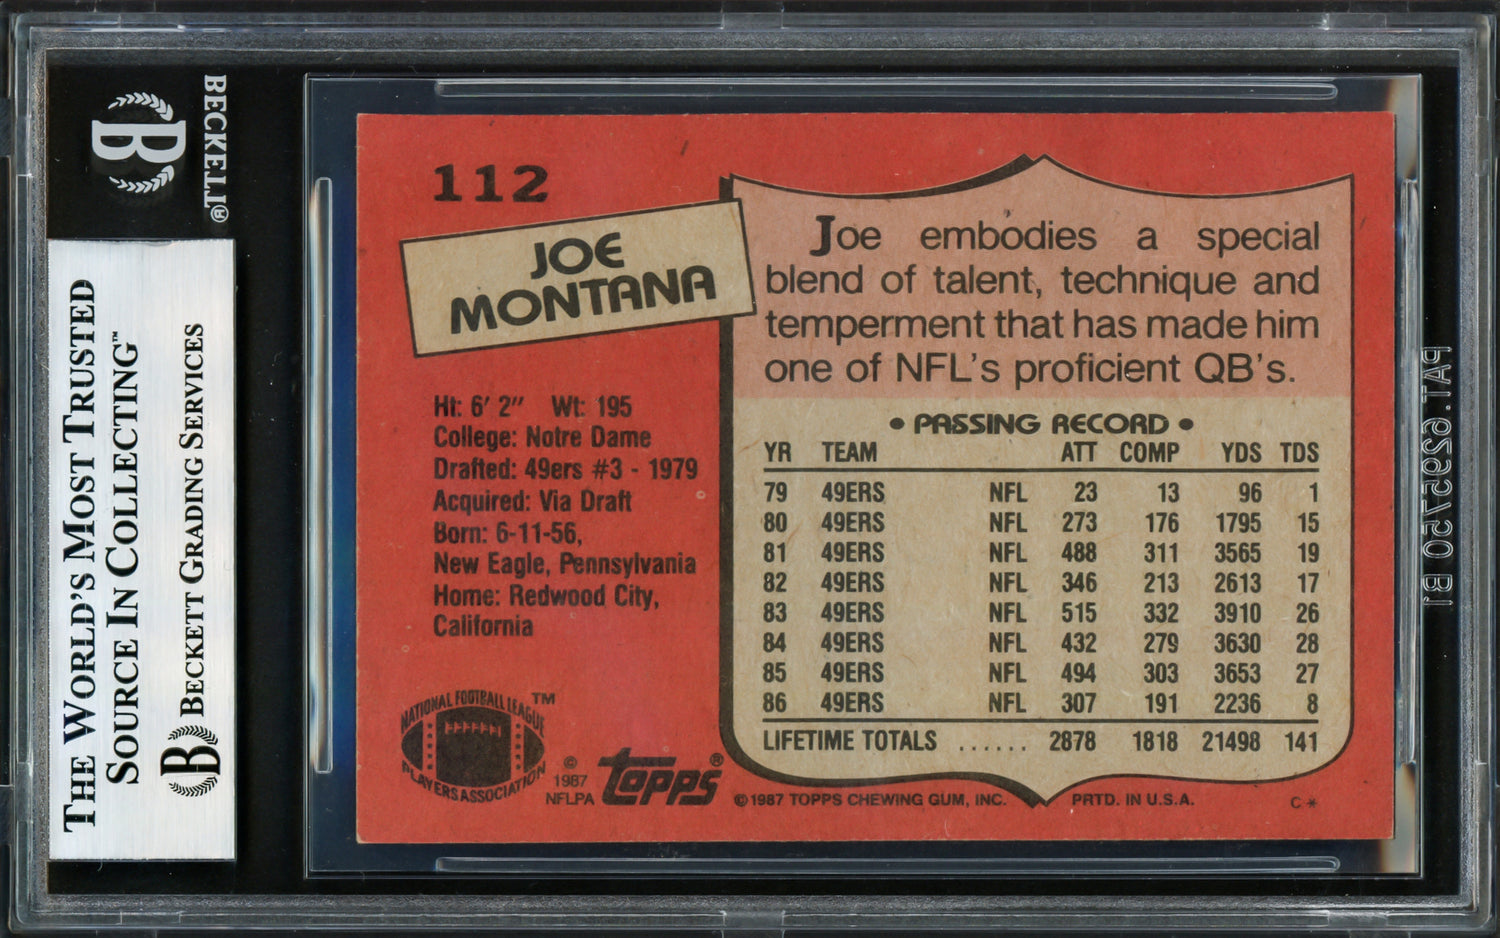 BECKETT®
B
THE WORLD'S MOST TRUSTED
SOURCE IN COLLECTING™
B BECKETT GRADING SERVICES
112
JOE
MONTANA
Ht: 6' 2" Wt: 195
College: Notre Dame
Drafted: 49ers #3 - 1979
Acquired: Via Draft
Born: 6-11-56,
New Eagle, Pennsylvania
Home: Redwood City,
California
NATIONAL FOOTBALL LEAGUE ™
PLAYERS ASSOCIATION
© 1987
NFLPA
topps®
Joe embodies a special
blend of talent, technique and
temperment that has made him
one of NFL's proficient QB's.
• PASSING RECORD •
YR TEAM ATT COMP YDS TDS
79 49ERS NFL 23 13 96 1
80 49ERS NFL 273 176 1795 15
81 49ERS NFL 488 311 3565 19
82 49ERS NFL 346 213 2613 17
83 49ERS NFL 515 332 3910 26
84 49ERS NFL 432 279 3630 28
85 49ERS NFL 494 303 3653 27
86 49ERS NFL 307 191 2236 8
LIFETIME TOTALS ...... 2878 1818 21498 141
©1987 TOPPS CHEWING GUM, INC. PRTD. IN U.S.A. C*
PAT. 6295750 B1